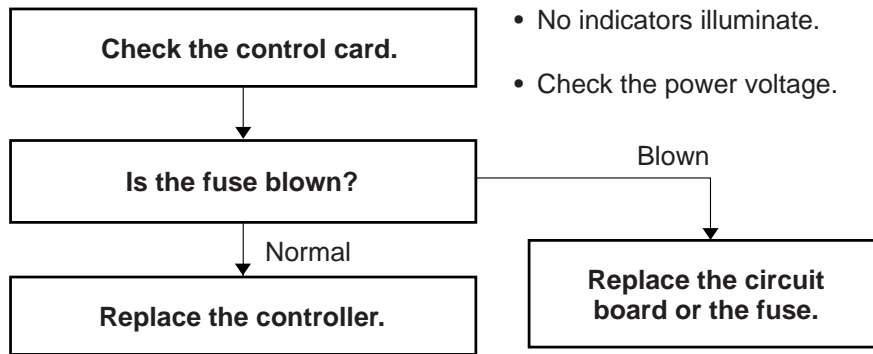 Check the control card.
• No indicators illuminate.
• Check the power voltage.
Is the fuse blown?
Blown
Normal
Replace the controller.
Replace the circuit
board or the fuse.